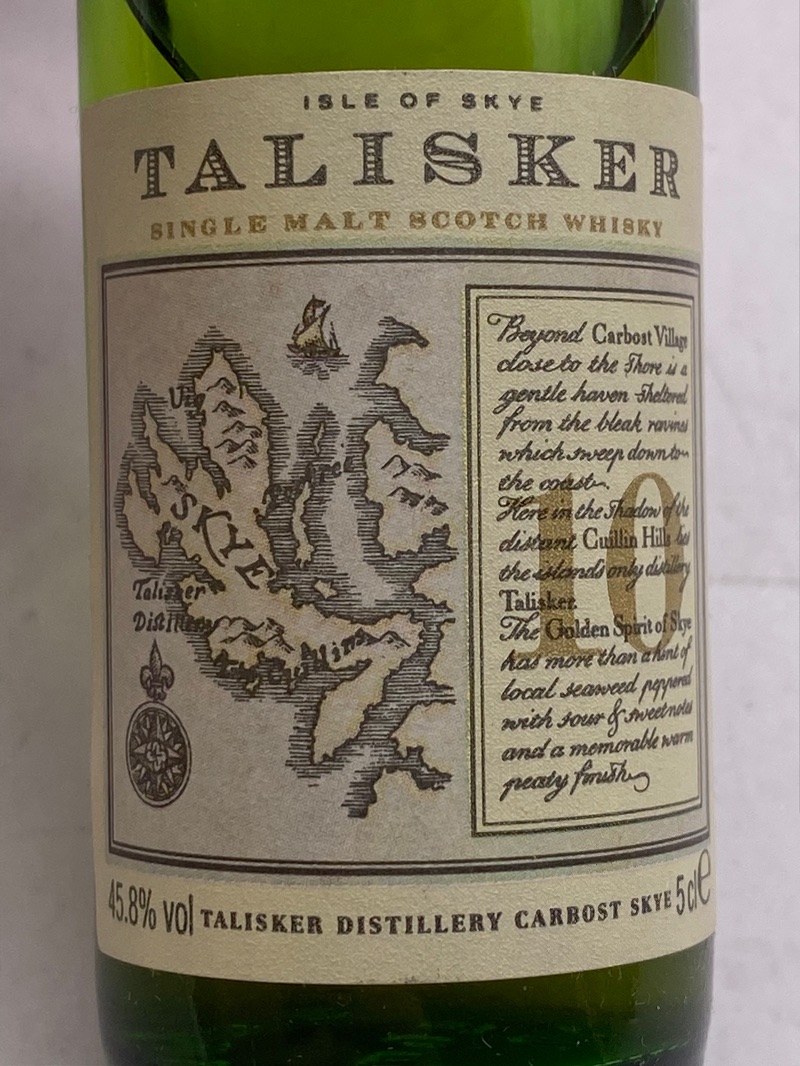 ISLE OF SKYE
TALISKER
SINGLE MALT SCOTCH WHISKY
Uig
SKYE
Talisker
Distillery
Cuillins
10
Beyond Carbost Village
close to the Shore is a
gentle haven Sheltered
from the bleak ravines
which sweep down to
the coast
Here in the Shadow of the
distant Cuillin Hills lies
the islands only distillery
Talisker.
The Golden Spirit of Skye
has more than a hint of
local seaweed peppered
with sour & sweet notes
and a memorable warm
peaty finish
45.8% vol TALISKER DISTILLERY CARBOST SKYE 5 cl e